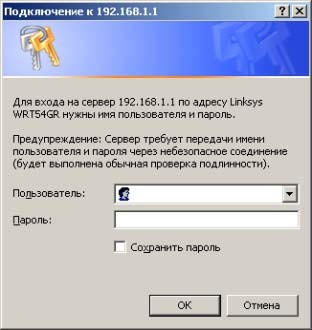 Подключение к 192.168.1.1
Для входа на сервер 192.168.1.1 по адресу Linksys
WRT54GR нужны имя пользователя и пароль.
Предупреждение: Сервер требует передачи имени
пользователя и пароля через небезопасное соединение
(будет выполнена обычная проверка подлинности).
Пользователь:
Пароль:
Сохранить пароль
OK
Отмена